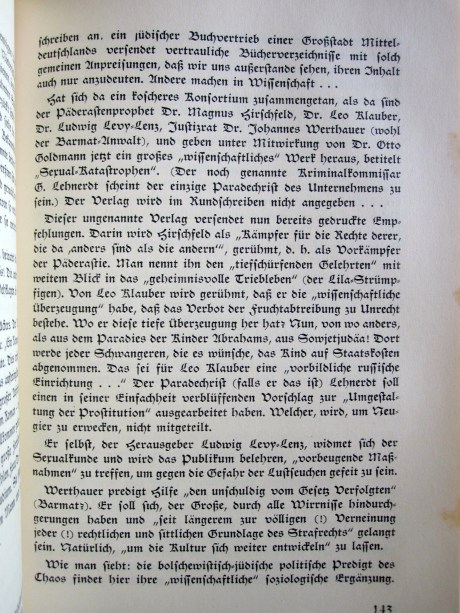 schreiben an. ein jüdischer Buchvertrieb einer Großstadt Mittel-
deutschlands versendet vertrauliche Bücherverzeichnisse mit solch
gemeinen Anpreisungen, daß wir uns außerstande sehen, ihren Inhalt
auch nur anzudeuten. Andere machen in Wissenschaft . . .
Hat sich da ein koscheres Konsortium zusammengetan, als da sind
der Päderastenprophet Dr. Magnus Hirschfeld, Dr. Leo Klauber,
Dr. Ludwig Levy-Lenz, Justizrat Dr. Johannes Werthauer (wohl
der Barmat-Anwalt), und geben unter Mitwirkung von Dr. Otto
Goldmann jetzt ein großes „wissenschaftliches“ Werk heraus, betitelt
„Sexual-Katastrophen“. (Der noch genannte Kriminalkommissar
G. Lehnerdt scheint der einzige Paradechrist des Unternehmens zu
sein.) Der Verlag wird im Rundschreiben nicht angegeben . . .
Dieser ungenannte Verlag versendet nun bereits gedruckte Emp-
fehlungen. Darin wird Hirschfeld als „Kämpfer für die Rechte derer,
die da ‚anders sind als die andern‘“, gerühmt, d. h. als Vorkämpfer
der Päderastie. Man nennt ihn den „tiefschürfenden Gelehrten“ mit
weitem Blick in das „geheimnisvolle Triebleben“ (der Lila-Strümp-
figen). Von Leo Klauber wird gerühmt, daß er die „wissenschaftliche
Überzeugung“ habe, daß das Verbot der Fruchtabtreibung zu Unrecht
bestehe. Wo er diese tiefe Überzeugung her hat? Nun, von wo anders,
als aus dem Paradies der Kinder Abrahams, aus Sowjetjudäa! Dort
werde jeder Schwangeren, die es wünsche, das Kind auf Staatskosten
abgenommen. Das sei für Leo Klauber eine „vorbildliche russische
Einrichtung . . .“ Der Paradechrist (falls er das ist) Lehnerdt soll
einen in seiner Einfachheit verblüffenden Vorschlag zur „Umgestal-
tung der Prostitution“ ausgearbeitet haben. Welcher, wird, um Neu-
gier zu erwecken, nicht mitgeteilt.
Er selbst, der Herausgeber Ludwig Levy-Lenz, widmet sich der
Sexualkunde und wird das Publikum belehren, „vorbeugende Maß-
nahmen“ zu treffen, um gegen die Gefahr der Lustseuchen gefeit zu sein.
Werthauer predigt Hilfe „den unschuldig vom Gesetz Verfolgten“
(Barmat?). Er soll sich, der Große, durch alle Wirrnisse hindurch-
gerungen haben und „seit längerem zur völligen (!) Verneinung
jeder (!) rechtlichen und sittlichen Grundlage des Strafrechts“ gelangt
sein. Natürlich, „um die Kultur sich weiter entwickeln“ zu lassen.
Wie man sieht: die bolschewistisch-jüdische politische Predigt des
Chaos findet hier ihre „wissenschaftliche“ soziologische Ergänzung.
143